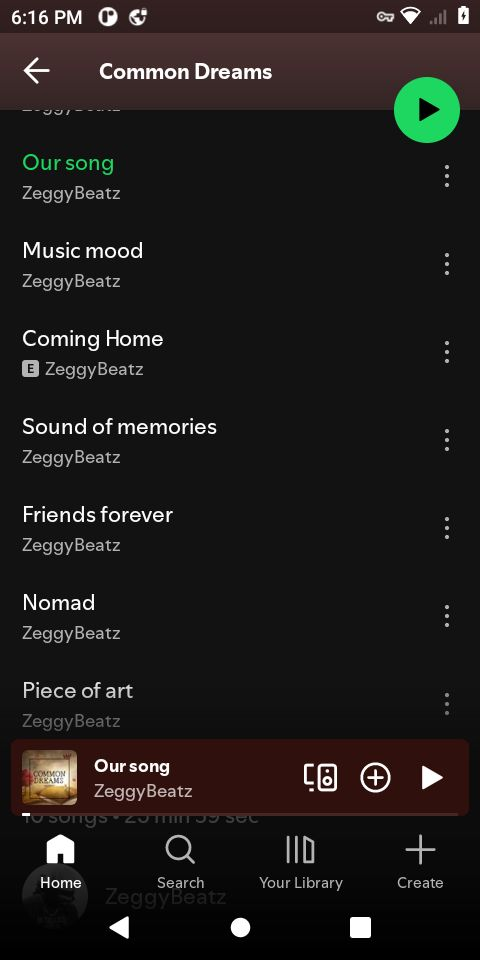 6:16 PM
Common Dreams
ZeggyBeatz
Our song
ZeggyBeatz
Music mood
ZeggyBeatz
Coming Home
E ZeggyBeatz
Sound of memories
ZeggyBeatz
Friends forever
ZeggyBeatz
Nomad
ZeggyBeatz
Piece of art
ZeggyBeatz
COMMON
DREAMS
Our song
ZeggyBeatz
10 songs • 25 min 59 sec
Home
Search
Your Library
Create
ZeggyBeatz